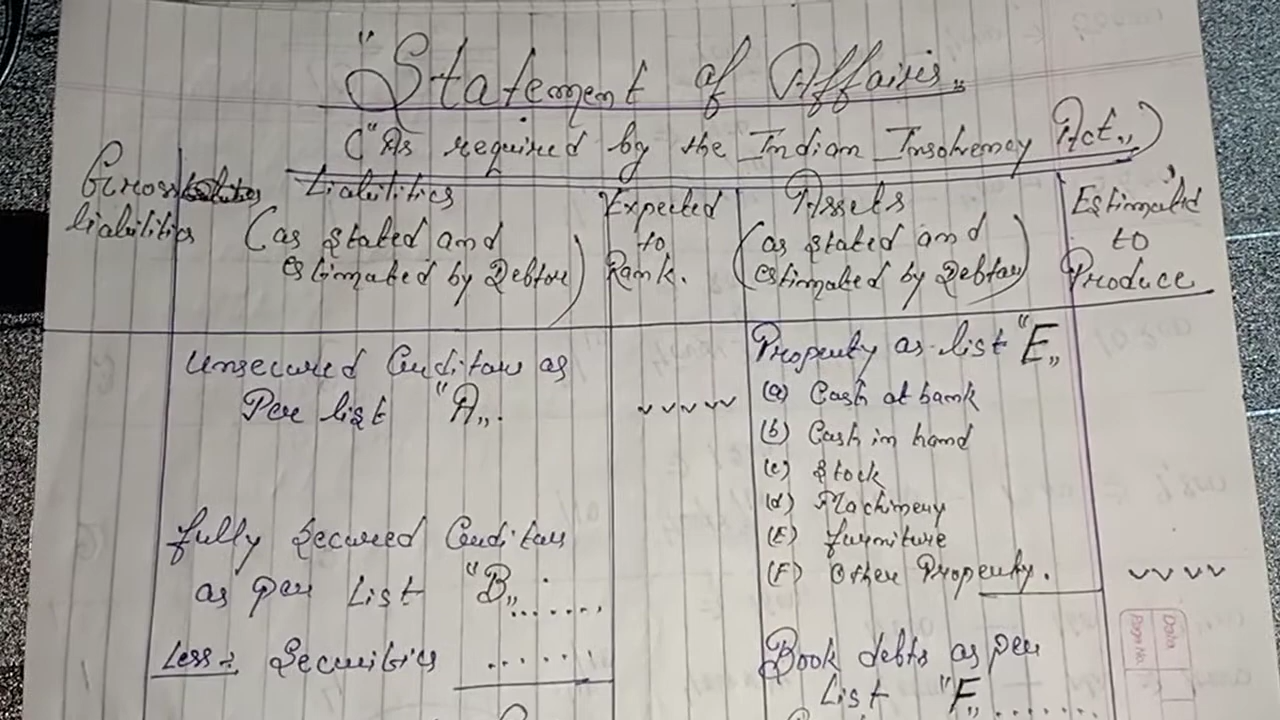 "Statement of Affairs„
("As required by the Indian Insolvency Act.„)
Gross liabilities
Liabilities
(as stated and
estimated by Debtor)
Expected
to
Rank.
Assets
(as stated and
estimated by Debtor)
Estimated
to
Produce
Unsecured Creditors as
Per list "A„.
Property as list "E„
(a) Cash at bank
(b) Cash in hand
(c) Stock
(d) Machinery
(E) furniture
(F) Other Property.
fully Secured Creditors
as per List "B„.......
Less :- Securities ......
Book debts as per
List "F„ .......
Data
Page No.